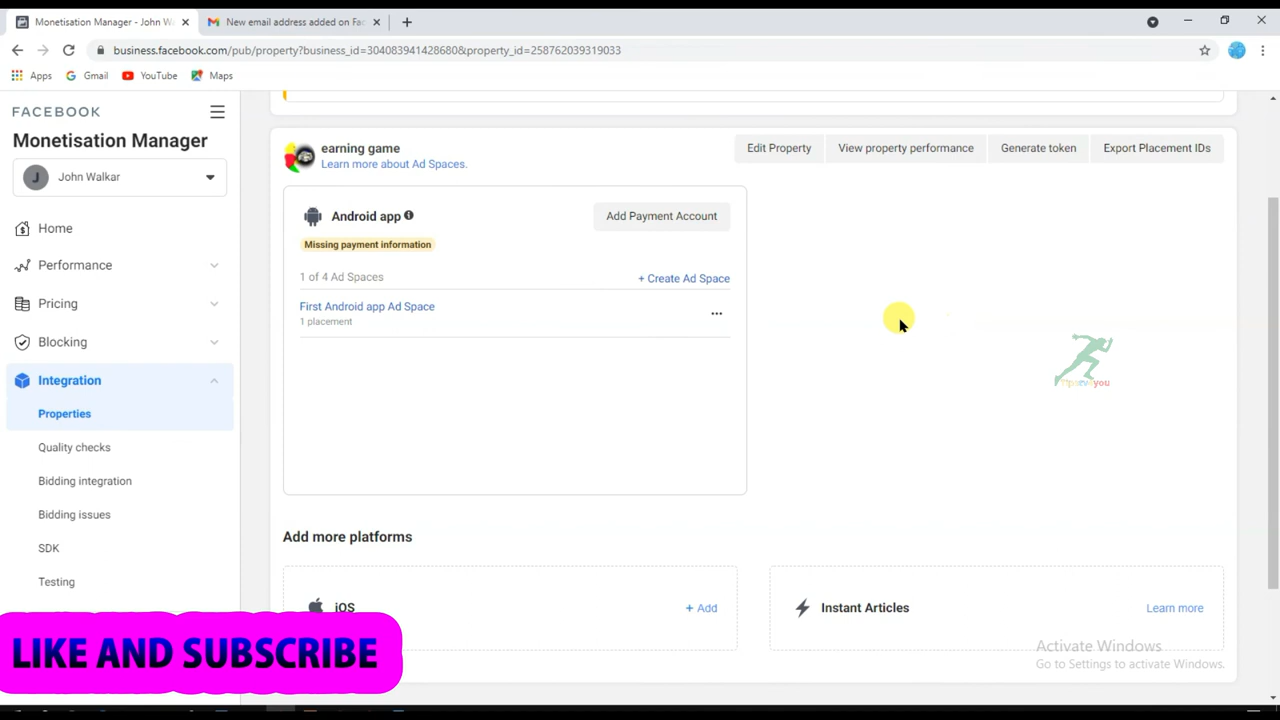 Monetisation Manager - John W
New email address added on Fac
business.facebook.com/pub/property?business_id=304083941428680&property_id=258762039319033
Apps
Gmail
YouTube
Maps
FACEBOOK
Monetisation Manager
J
John Walkar
Home
Performance
Pricing
Blocking
Integration
Properties
Quality checks
Bidding integration
Bidding issues
SDK
Testing
earning game
Learn more about Ad Spaces.
Edit Property
View property performance
Generate token
Export Placement IDs
Android app
Add Payment Account
Missing payment information
1 of 4 Ad Spaces
+ Create Ad Space
First Android app Ad Space
1 placement
Add more platforms
iOS
+ Add
Instant Articles
Learn more
LIKE AND SUBSCRIBE
Activate Windows
Go to Settings to activate Windows.